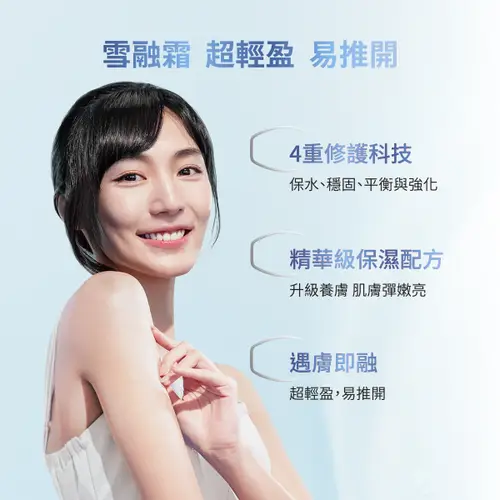 雪融霜 超輕盈 易推開
4重修護科技
保水、穩固、平衡與強化
精華級保濕配方
升級養膚 肌膚彈嫩亮
遇膚即融
超輕盈,易推開